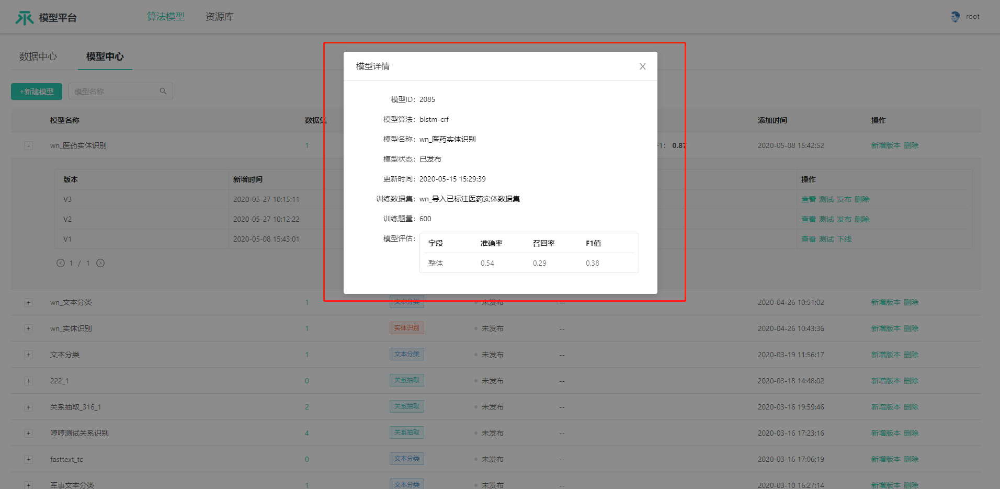 模型平台 算法模型 资源库 root
数据中心 模型中心
+新建模型 模型名称
模型详情
模型ID： 2085
模型算法： blstm-crf
模型名称： wn_医药实体识别
模型状态： 已发布
更新时间： 2020-05-15 15:29:39
训练数据集： wn_导入已标注医药实体数据集
训练题量： 600
模型评估：
字段 准确率 召回率 F1值
整体 0.54 0.29 0.38
模型名称 数据集 添加时间 操作
- wn_医药实体识别 1 F1： 0.87 2020-05-08 15:42:52 新增版本 删除
版本 新增时间 操作
V3 2020-05-27 10:15:11 查看 测试 发布 删除
V2 2020-05-27 10:12:22 查看 测试 发布 删除
V1 2020-05-08 15:43:01 查看 测试 下线
1 / 1
+ wn_文本分类 1 文本分类 未发布 -- 2020-04-26 10:51:02 新增版本 删除
+ wn_实体识别 1 实体识别 未发布 -- 2020-04-26 10:43:36 新增版本 删除
+ 文本分类 1 文本分类 未发布 -- 2020-03-19 11:56:17 新增版本 删除
+ 222_1 0 关系抽取 未发布 -- 2020-03-18 14:48:02 新增版本 删除
+ 关系抽取_316_1 2 关系抽取 未发布 -- 2020-03-16 19:59:46 新增版本 删除
+ 哼哼测试关系识别 4 关系抽取 未发布 -- 2020-03-16 17:23:16 新增版本 删除
+ fasttext_tc 0 文本分类 未发布 -- 2020-03-16 17:06:19 新增版本 删除
+ 军事文本分类 1 文本分类 未发布 -- 2020-03-10 16:27:14 新增版本 删除